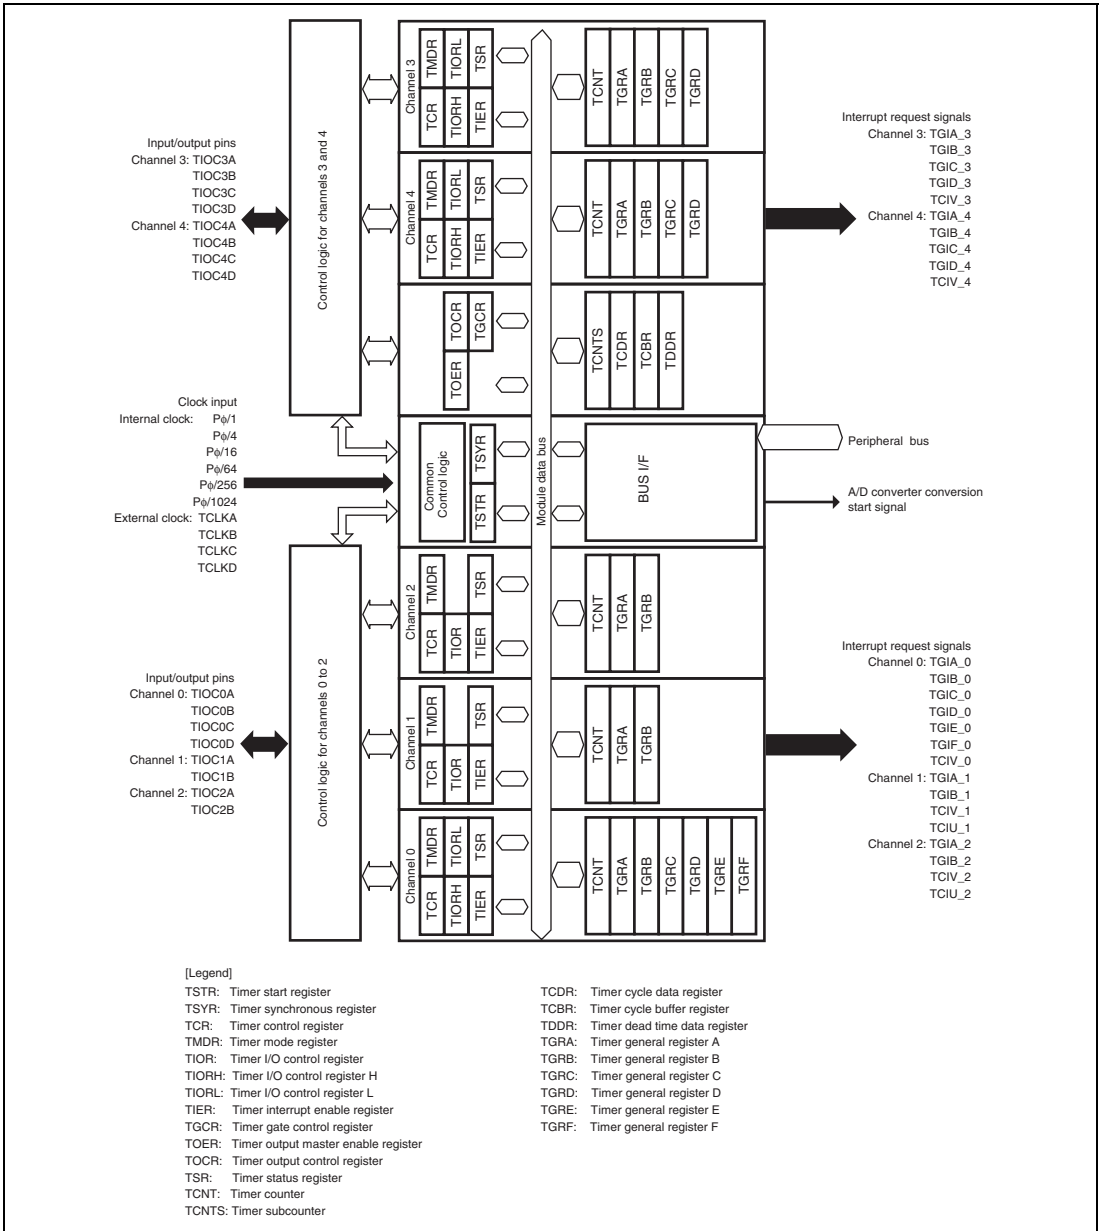 Input/output pins
Channel 3: TIOC3A
TIOC3B
TIOC3C
TIOC3D
Channel 4: TIOC4A
TIOC4B
TIOC4C
TIOC4D
Clock input
Internal clock: Pφ/1
Pφ/4
Pφ/16
Pφ/64
Pφ/256
Pφ/1024
External clock: TCLKA
TCLKB
TCLKC
TCLKD
Input/output pins
Channel 0: TIOC0A
TIOC0B
TIOC0C
TIOC0D
Channel 1: TIOC1A
TIOC1B
Channel 2: TIOC2A
TIOC2B
Control logic for channels 3 and 4
Control logic for channels 0 to 2
Channel 3
TCR TMDR
TIORH TIORL
TIER TSR
TCNT
TGRA
TGRB
TGRC
TGRD
Channel 4
TCR TMDR
TIORH TIORL
TIER TSR
TCNT
TGRA
TGRB
TGRC
TGRD
TOER TOCR
TGCR
TCNTS
TCDR
TCBR
TDDR
Common
Control logic
TSTR TSYR
Module data bus
BUS I/F
Channel 2
TCR TMDR
TIOR
TIER TSR
TCNT
TGRA
TGRB
Channel 1
TCR TMDR
TIOR
TIER TSR
TCNT
TGRA
TGRB
Channel 0
TCR TMDR
TIORH TIORL
TIER TSR
TCNT
TGRA
TGRB
TGRC
TGRD
TGRE
TGRF
Interrupt request signals
Channel 3: TGIA_3
TGIB_3
TGIC_3
TGID_3
TCIV_3
Channel 4: TGIA_4
TGIB_4
TGIC_4
TGID_4
TCIV_4
Peripheral bus
A/D converter conversion
start signal
Interrupt request signals
Channel 0: TGIA_0
TGIB_0
TGIC_0
TGID_0
TGIE_0
TGIF_0
TCIV_0
Channel 1: TGIA_1
TGIB_1
TCIV_1
TCIU_1
Channel 2: TGIA_2
TGIB_2
TCIV_2
TCIU_2
[Legend]
TSTR: Timer start register
TSYR: Timer synchronous register
TCR: Timer control register
TMDR: Timer mode register
TIOR: Timer I/O control register
TIORH: Timer I/O control register H
TIORL: Timer I/O control register L
TIER: Timer interrupt enable register
TGCR: Timer gate control register
TOER: Timer output master enable register
TOCR: Timer output control register
TSR: Timer status register
TCNT: Timer counter
TCNTS: Timer subcounter
TCDR: Timer cycle data register
TCBR: Timer cycle buffer register
TDDR: Timer dead time data register
TGRA: Timer general register A
TGRB: Timer general register B
TGRC: Timer general register C
TGRD: Timer general register D
TGRE: Timer general register E
TGRF: Timer general register F